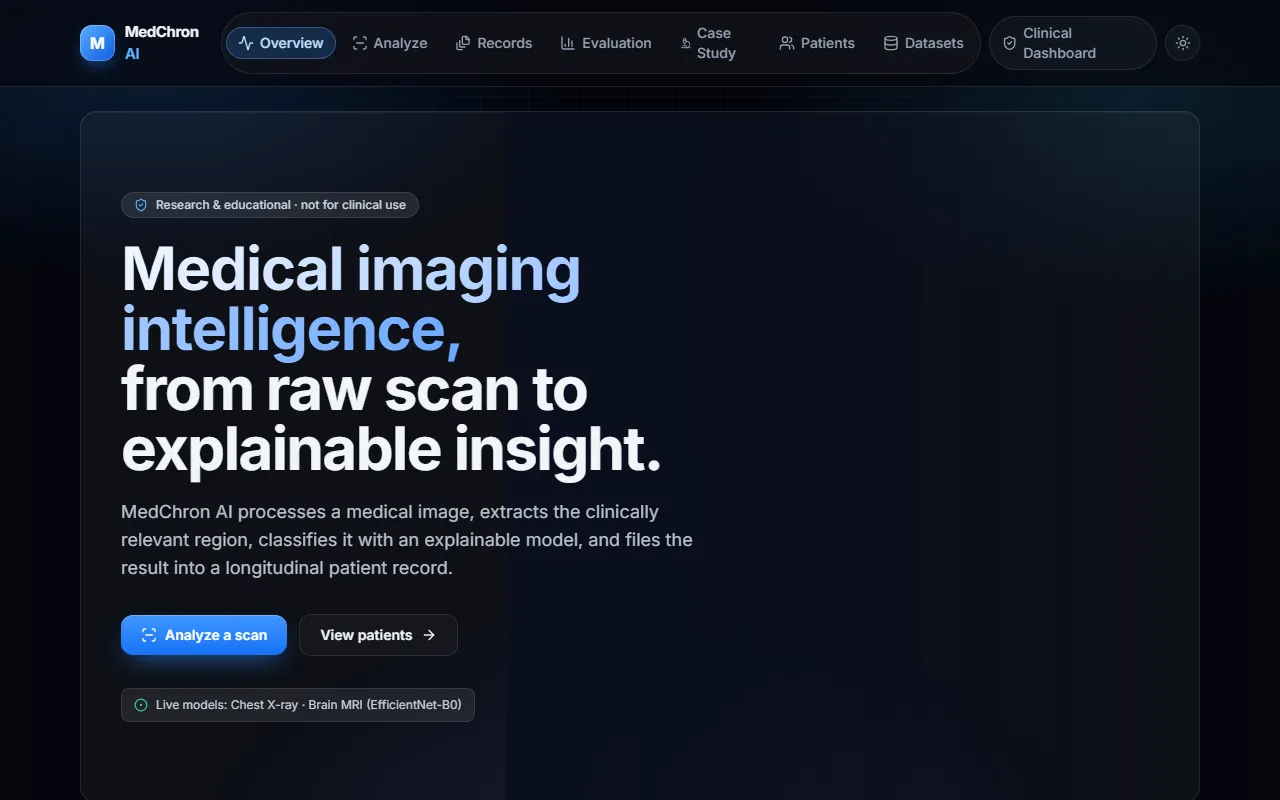 M
MedChron
AI
Overview
Analyze
Records
Evaluation
Case
Study
Patients
Datasets
Clinical
Dashboard
Research & educational · not for clinical use
Medical imaging
intelligence,
from raw scan to
explainable insight.
MedChron AI processes a medical image, extracts the clinically
relevant region, classifies it with an explainable model, and files the
result into a longitudinal patient record.
Analyze a scan
View patients
Live models: Chest X-ray · Brain MRI (EfficientNet-B0)